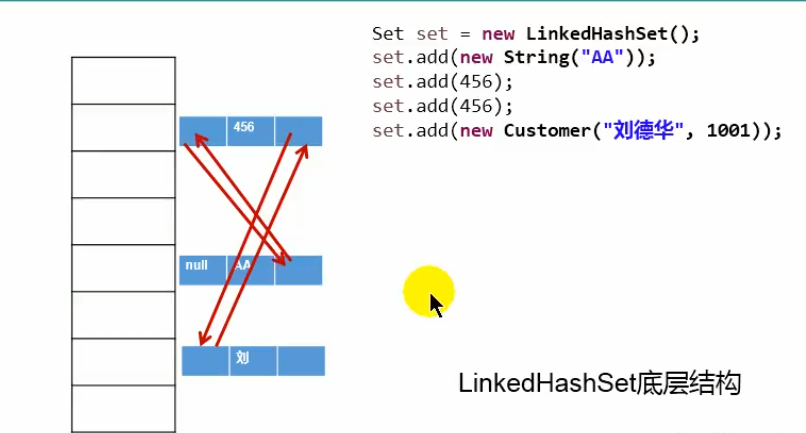 Set set = new LinkedHashSet();
set.add(new String("AA"));
set.add(456);
set.add(456);
set.add(new Customer("刘德华", 1001));
456
null AA
刘
LinkedHashSet底层结构